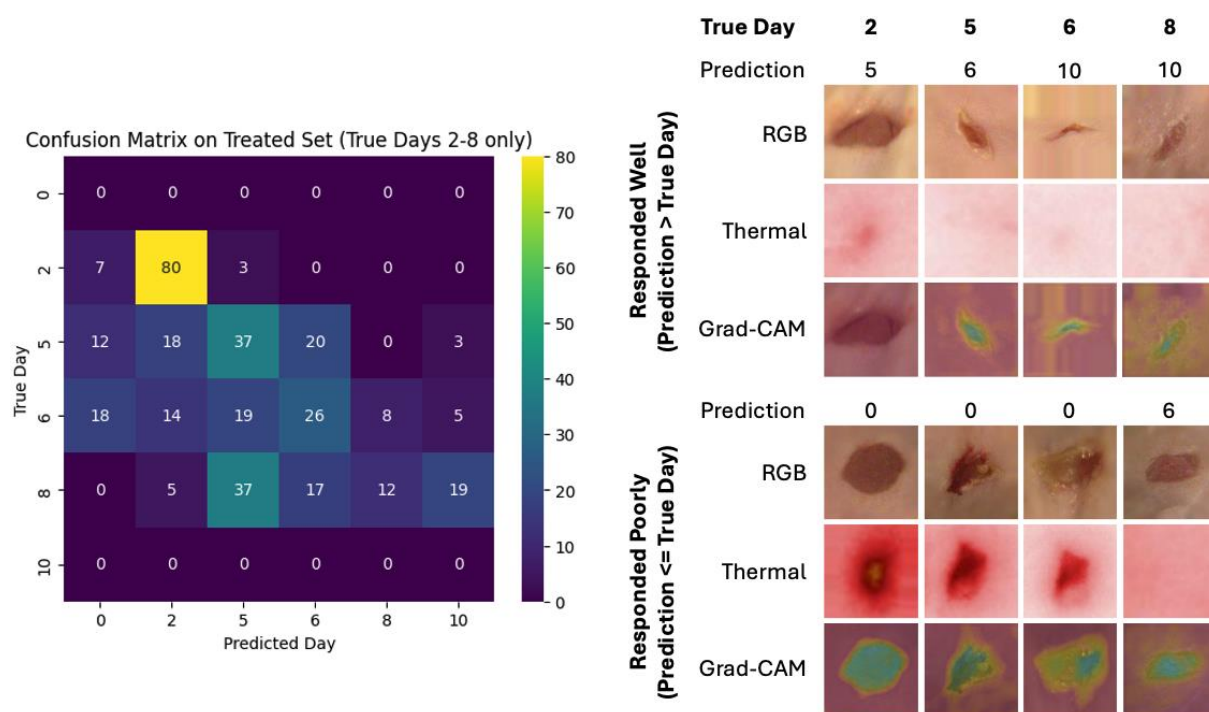 Confusion Matrix on Treated Set (True Days 2-8 only)
True Day
0 0 0 0 0 0 0
2 7 80 3 0 0 0
5 12 18 37 20 0 3
6 18 14 19 26 8 5
8 0 5 37 17 12 19
10 0 0 0 0 0 0
0 2 5 6 8 10
Predicted Day
80
70
60
50
40
30
20
10
0
True Day 2 5 6 8
Responded Well
(Prediction > True Day)
Prediction 5 6 10 10
RGB
Thermal
Grad-CAM
Responded Poorly
(Prediction <= True Day)
Prediction 0 0 0 6
RGB
Thermal
Grad-CAM